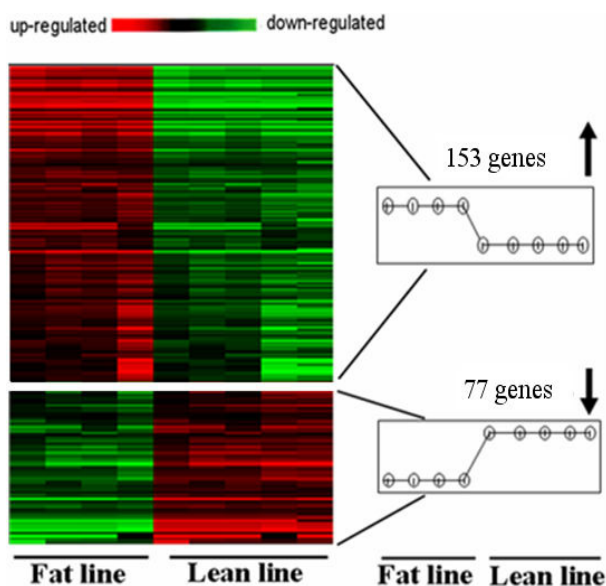 up-regulated down-regulated
153 genes
77 genes
Fat line Lean line Fat line Lean line